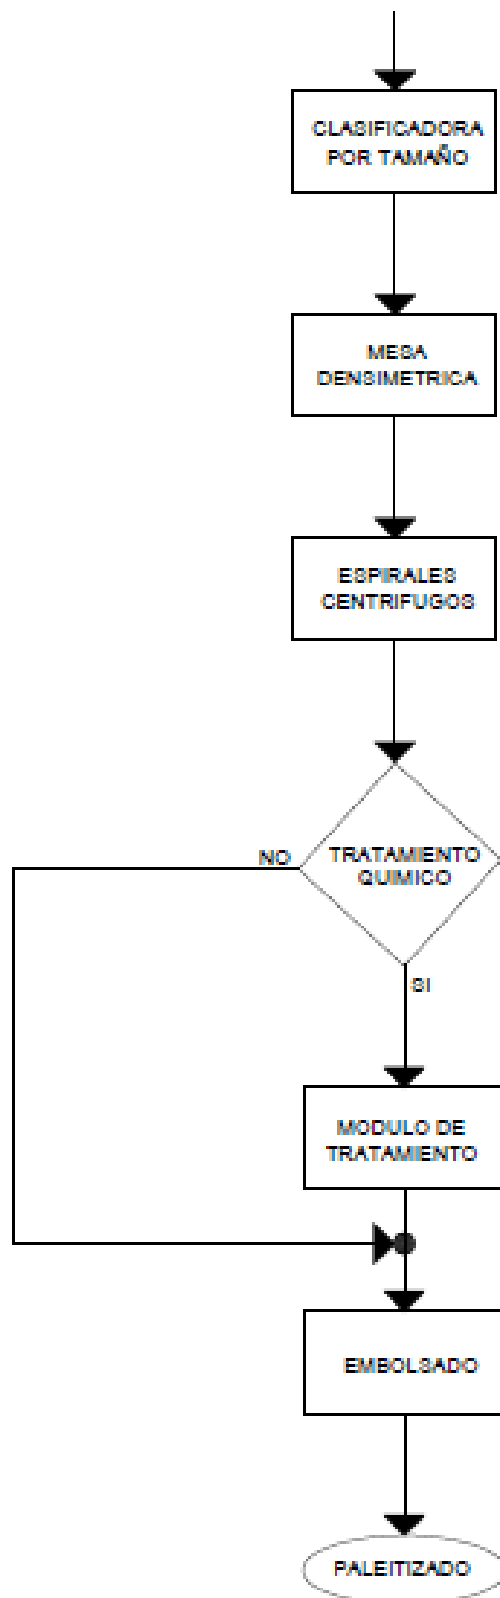 CLASIFICADORA
POR TAMAÑO
MESA
DENSIMETRICA
ESPIRALES
CENTRIFUGOS
NO
TRATAMIENTO
QUIMICO
SI
MODULO DE
TRATAMIENTO
EMBOLSADO
PALEITIZADO